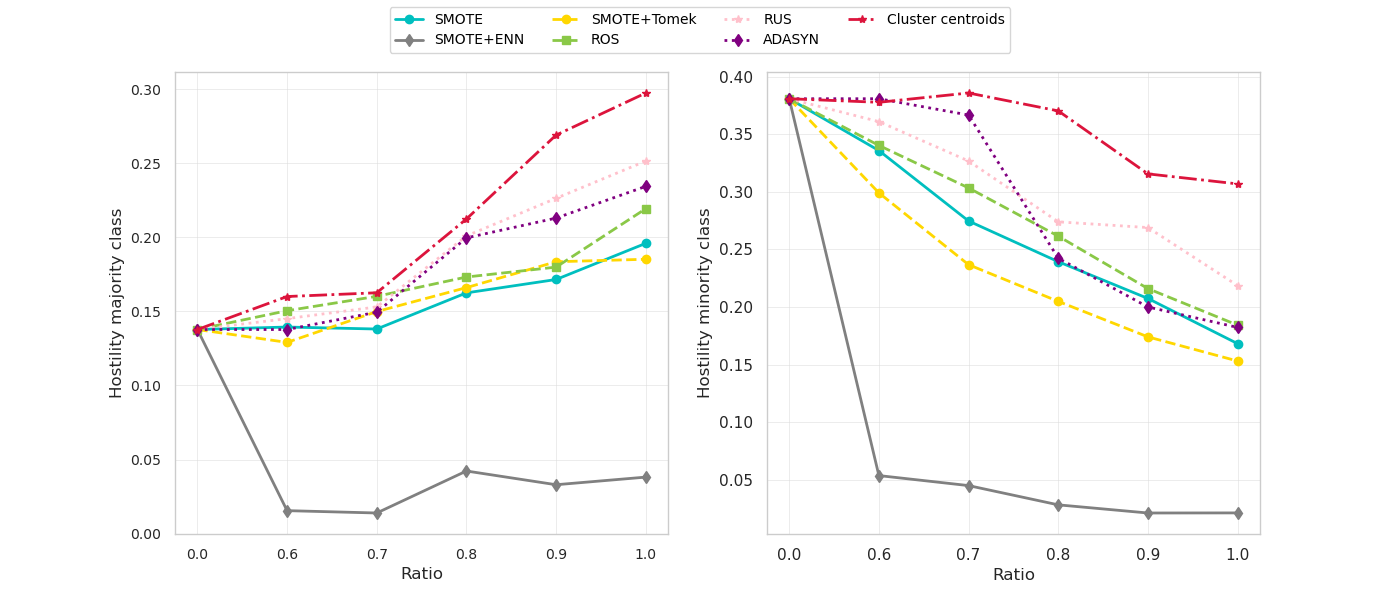 SMOTE SMOTE+Tomek RUS Cluster centroids
SMOTE+ENN ROS ADASYN
Hostility majority class
0.30
0.25
0.20
0.15
0.10
0.05
0.00
0.0 0.6 0.7 0.8 0.9 1.0
Ratio
Hostility minority class
0.40
0.35
0.30
0.25
0.20
0.15
0.10
0.05
0.0 0.6 0.7 0.8 0.9 1.0
Ratio